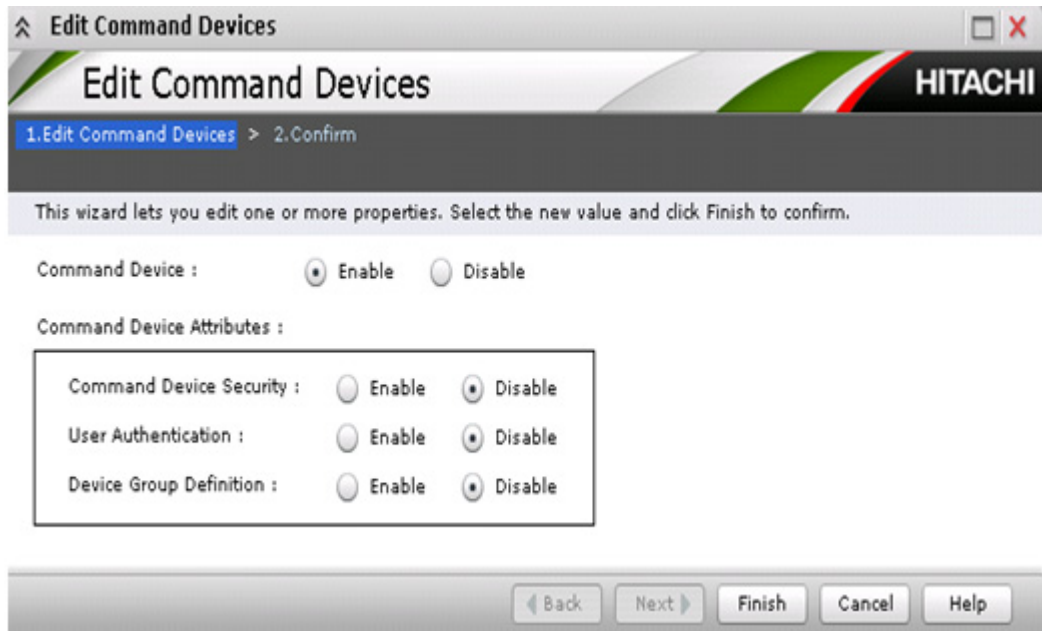 Edit Command Devices
Edit Command Devices
HITACHI
1.Edit Command Devices > 2.Confirm
This wizard lets you edit one or more properties. Select the new value and click Finish to confirm.
Command Device : Enable Disable
Command Device Attributes :
Command Device Security : Enable Disable
User Authentication : Enable Disable
Device Group Definition : Enable Disable
Back Next Finish Cancel Help